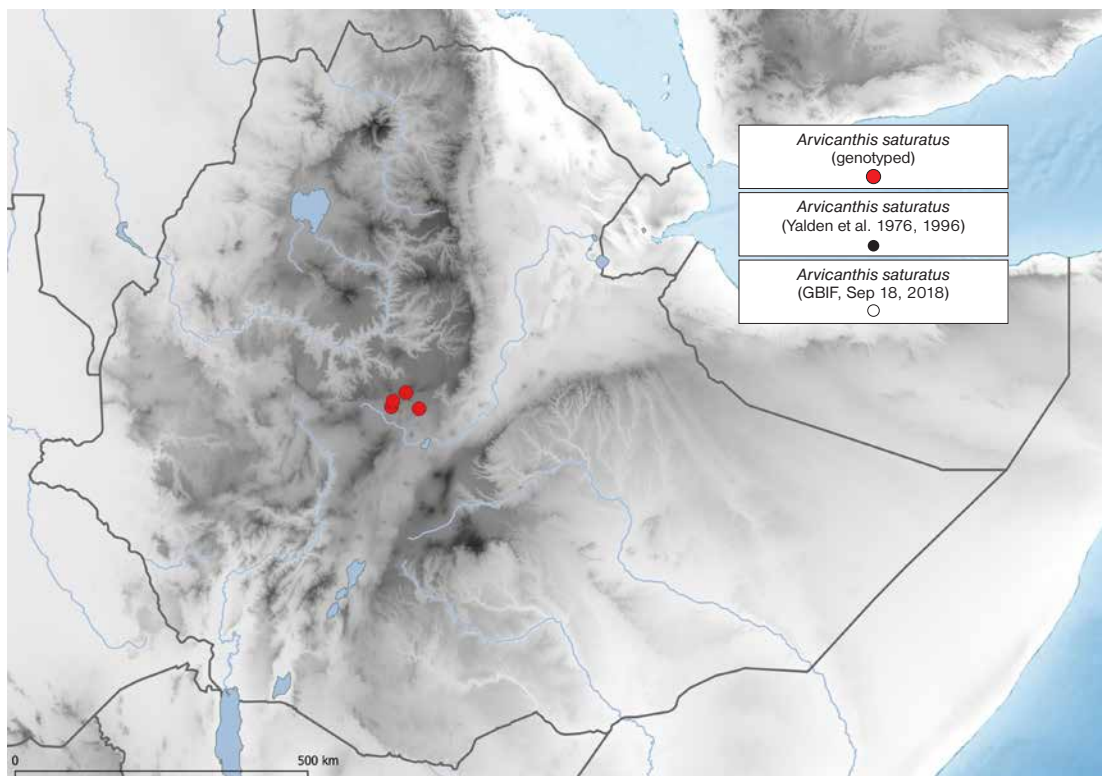 Arvicanthis saturatus
(genotyped)
Arvicanthis saturatus
(Yalden et al. 1976, 1996)
Arvicanthis saturatus
(GBIF, Sep 18, 2018)
0
500 km